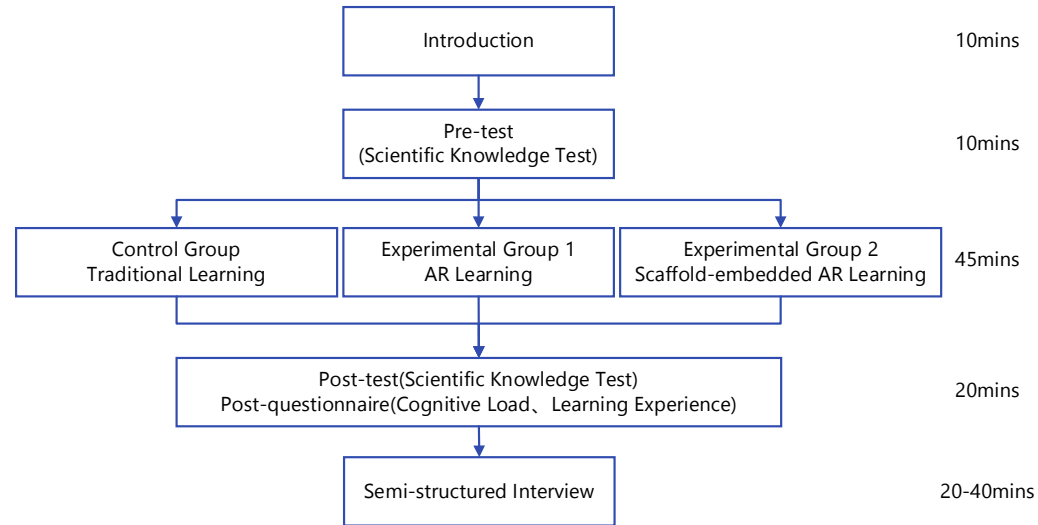 Introduction
10mins
Pre-test
(Scientific Knowledge Test)
10mins
Control Group
Traditional Learning
Experimental Group 1
AR Learning
Experimental Group 2
Scaffold-embedded AR Learning
45mins
Post-test(Scientific Knowledge Test)
Post-questionnaire(Cognitive Load、Learning Experience)
20mins
Semi-structured Interview
20-40mins